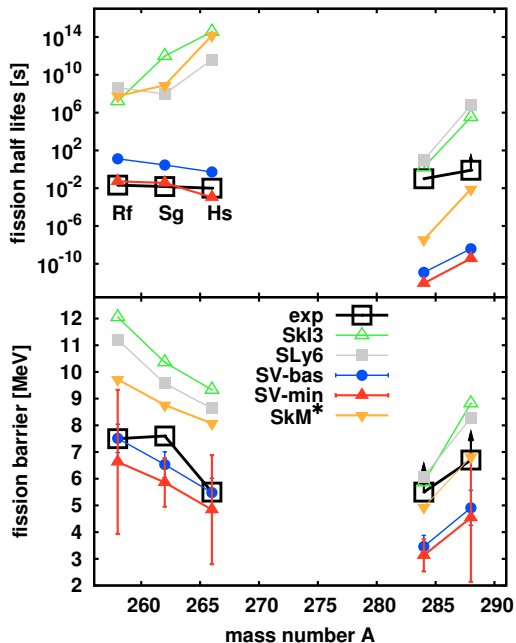 fission half lifes [s]
10^14
10^10
10^6
10^2
10^-2
10^-6
10^-10
Rf Sg Hs
fission barrier [MeV]
12
11
10
9
8
7
6
5
4
3
2
exp
SkI3
SLy6
SV-bas
SV-min
SkM*
260 265 270 275 280 285 290
mass number A